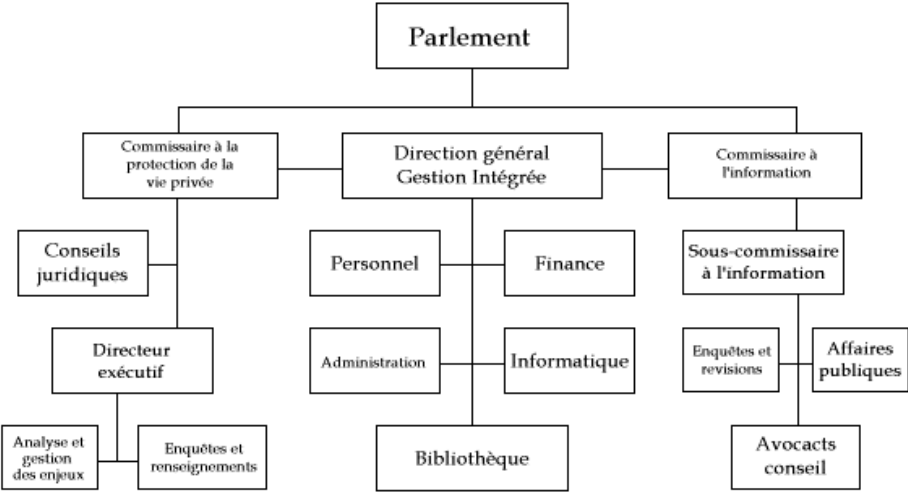 Parlement
Commissaire à la
protection de la
vie privée
Direction général
Gestion Intégrée
Commissaire à
l'information
Conseils
juridiques
Personnel
Finance
Sous-commissaire
à l'information
Directeur
exécutif
Administration
Informatique
Enquêtes et
revisions
Affaires
publiques
Analyse et
gestion
des enjeux
Enquêtes et
renseignements
Bibliothèque
Avocacts
conseil